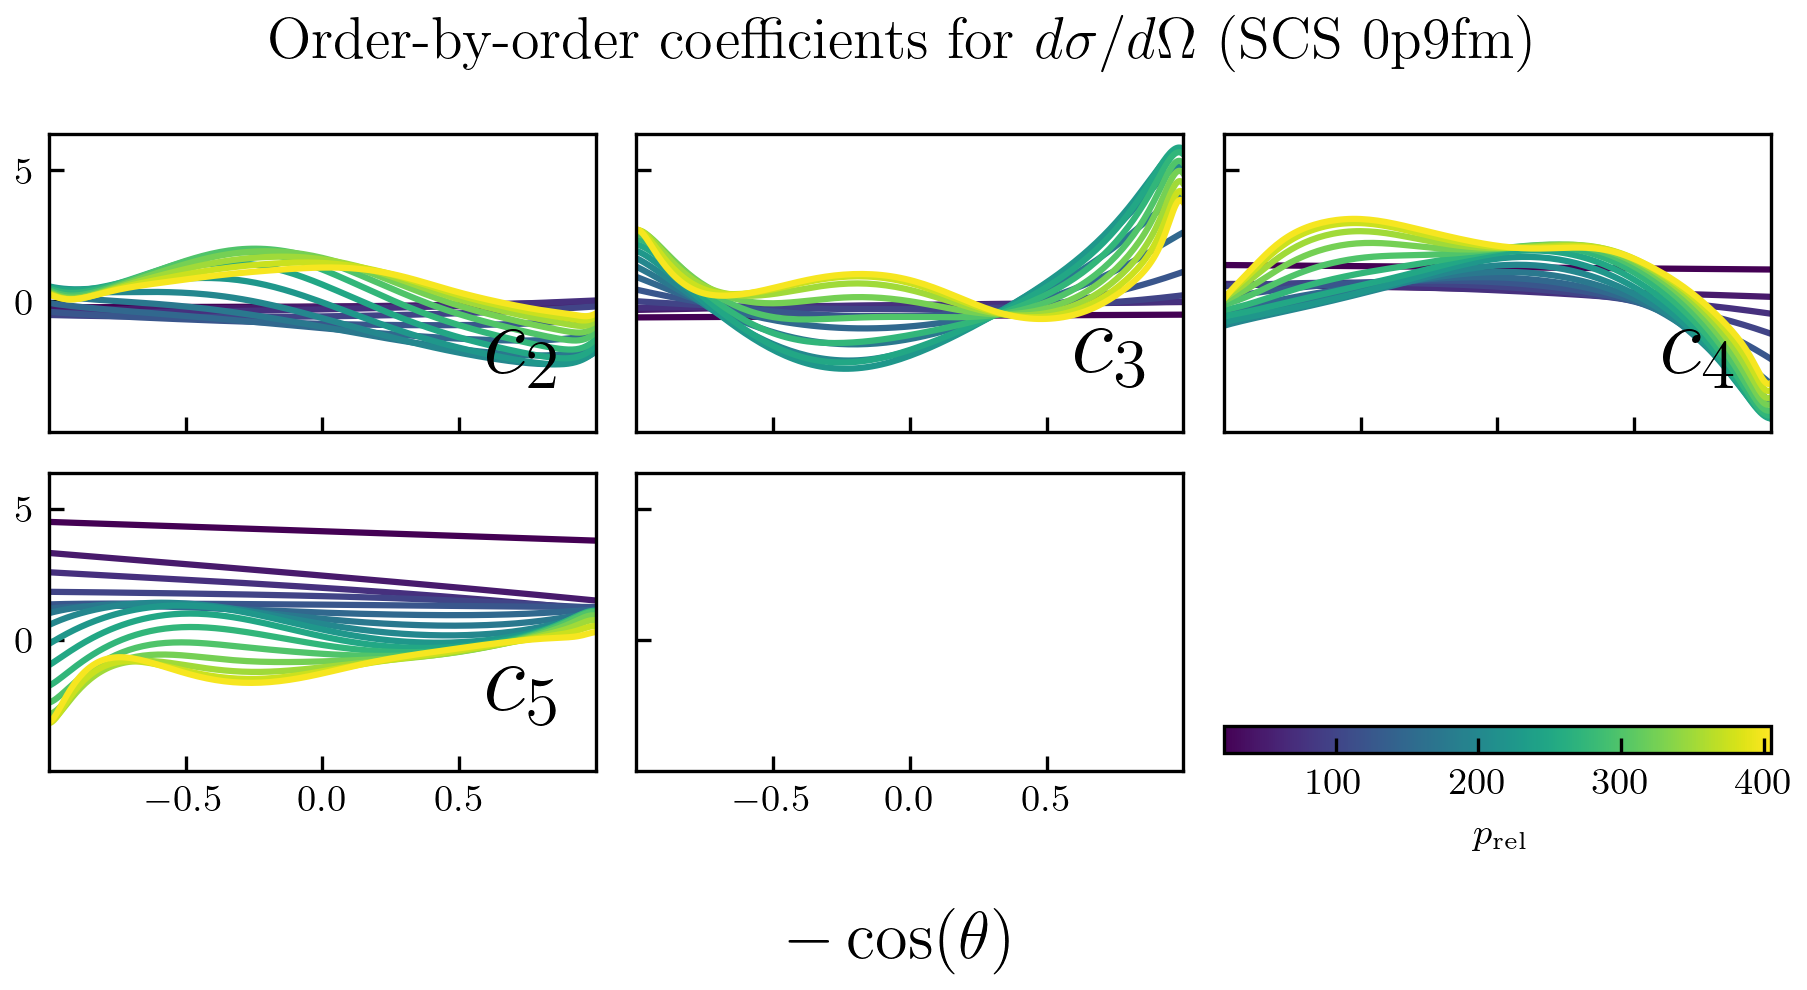 Order-by-order coefficients for dσ/dΩ (SCS 0p9fm)
5
0
c₂
c₃
c₄
5
0
c₅
−0.5 0.0 0.5
−0.5 0.0 0.5
100 200 300 400
p_rel
− cos(θ)